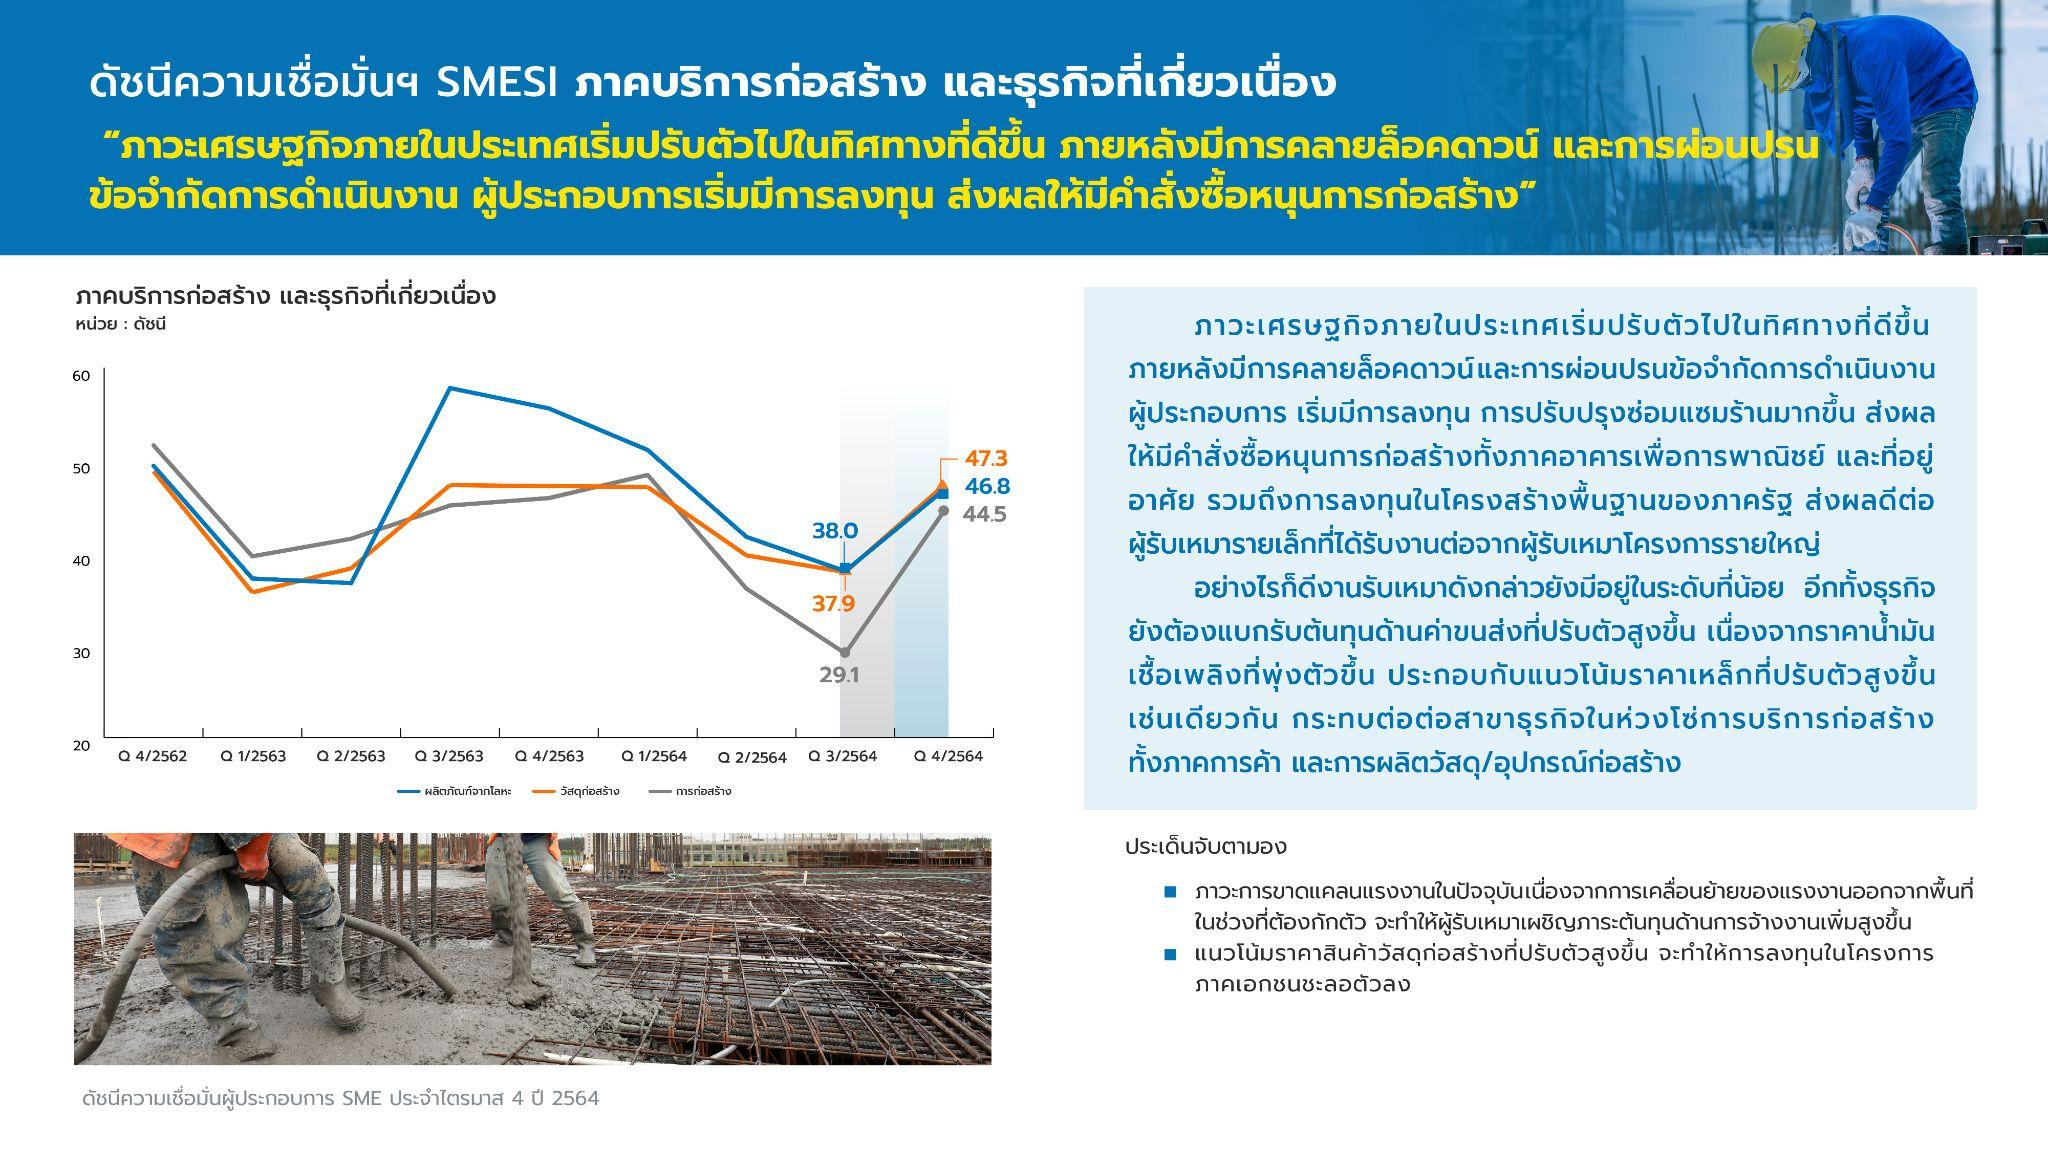 ดัชนีความเชื่อมั่นฯ SMESI ภาคบริการก่อสร้าง และธุรกิจที่เกี่ยวเนื่อง
“ภาวะเศรษฐกิจภายในประเทศเริ่มปรับตัวไปในทิศทางที่ดีขึ้น ภายหลังมีการคลายล็อคดาวน์ และการผ่อนปรน
ข้อจำกัดการดำเนินงาน ผู้ประกอบการเริ่มมีการลงทุน ส่งผลให้มีคำสั่งซื้อหนุนการก่อสร้าง”
ภาคบริการก่อสร้าง และธุรกิจที่เกี่ยวเนื่อง
หน่วย : ดัชนี
60
50
40
30
20
38.0
37.9
29.1
47.3
46.8
44.5
Q 4/2562 Q 1/2563 Q 2/2563 Q 3/2563 Q 4/2563 Q 1/2564 Q 2/2564 Q 3/2564 Q 4/2564
ผลิตภัณฑ์จากโลหะ วัสดุก่อสร้าง การก่อสร้าง
ภาวะเศรษฐกิจภายในประเทศเริ่มปรับตัวไปในทิศทางที่ดีขึ้น
ภายหลังมีการคลายล็อคดาวน์และการผ่อนปรนข้อจำกัดการดำเนินงาน
ผู้ประกอบการ เริ่มมีการลงทุน การปรับปรุงซ่อมแซมร้านมากขึ้น ส่งผล
ให้มีคำสั่งซื้อหนุนการก่อสร้างทั้งภาคอาคารเพื่อการพาณิชย์ และที่อยู่
อาศัย รวมถึงการลงทุนในโครงสร้างพื้นฐานของภาครัฐ ส่งผลดีต่อ
ผู้รับเหมารายเล็กที่ได้รับงานต่อจากผู้รับเหมาโครงการรายใหญ่
อย่างไรก็ดีงานรับเหมาดังกล่าวยังมีอยู่ในระดับที่น้อย อีกทั้งธุรกิจ
ยังต้องแบกรับต้นทุนด้านค่าขนส่งที่ปรับตัวสูงขึ้น เนื่องจากราคาน้ำมัน
เชื้อเพลิงที่พุ่งตัวขึ้น ประกอบกับแนวโน้มราคาเหล็กที่ปรับตัวสูงขึ้น
เช่นเดียวกัน กระทบต่อต่อสาขาธุรกิจในห่วงโซ่การบริการก่อสร้าง
ทั้งภาคการค้า และการผลิตวัสดุ/อุปกรณ์ก่อสร้าง
ประเด็นจับตามอง
ภาวะการขาดแคลนแรงงานในปัจจุบันเนื่องจากการเคลื่อนย้ายของแรงงานออกจากพื้นที่
ในช่วงที่ต้องกักตัว จะทำให้ผู้รับเหมาเผชิญภาระต้นทุนด้านการจ้างงานเพิ่มสูงขึ้น
แนวโน้มราคาสินค้าวัสดุก่อสร้างที่ปรับตัวสูงขึ้น จะทำให้การลงทุนในโครงการ
ภาคเอกชนชะลอตัวลง
ดัชนีความเชื่อมั่นผู้ประกอบการ SME ประจำไตรมาส 4 ปี 2564